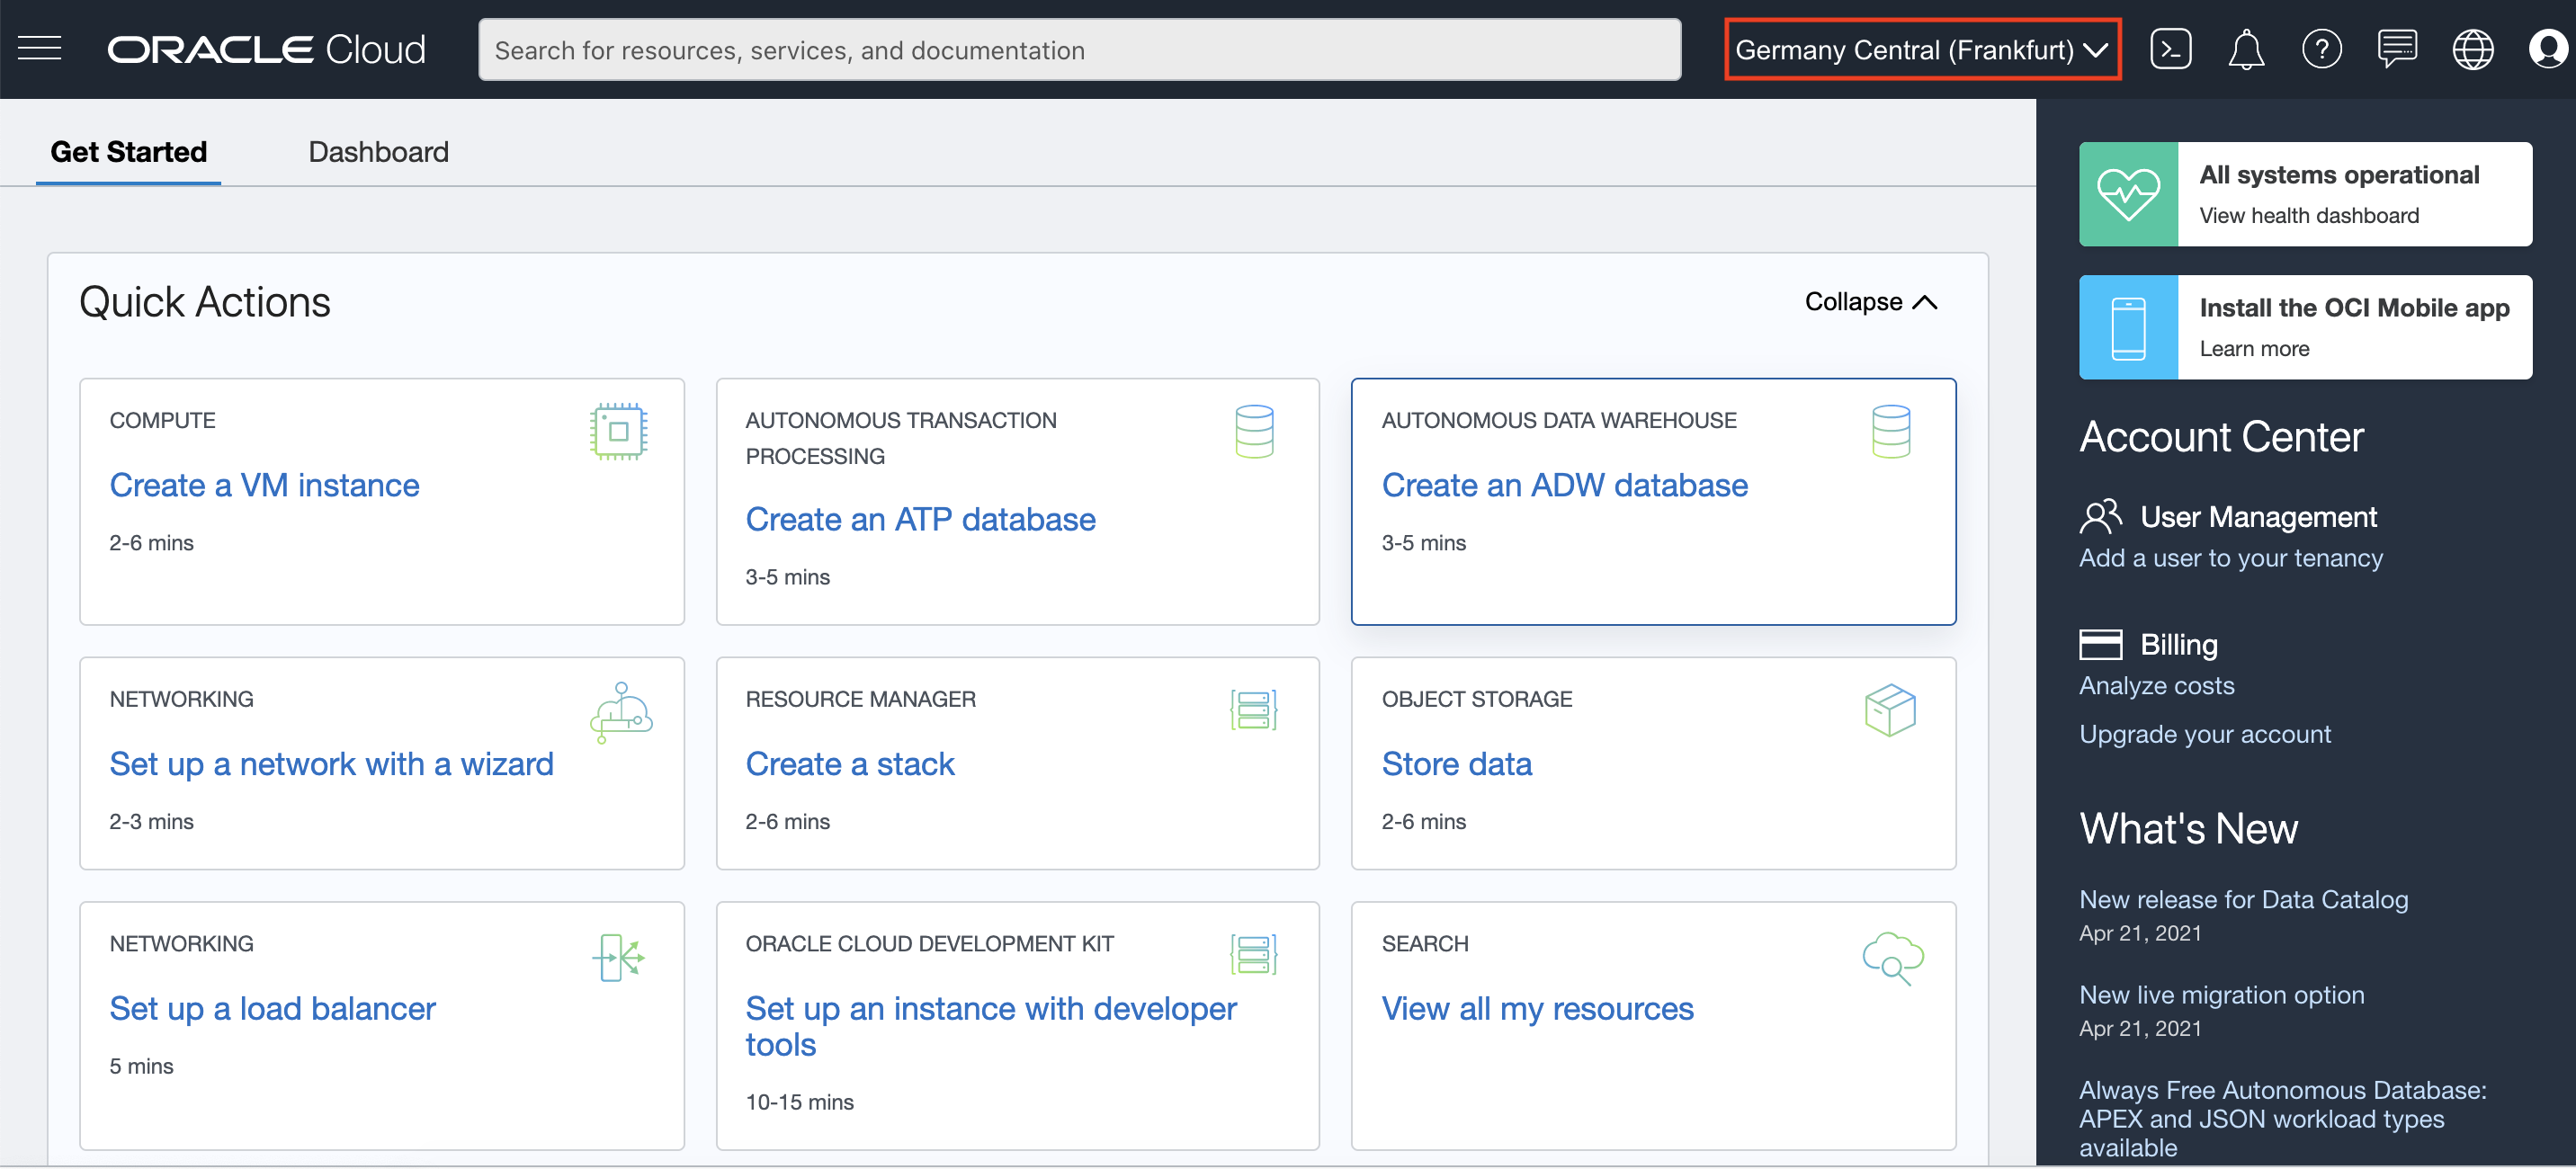 ORACLE Cloud
Search for resources, services, and documentation
Germany Central (Frankfurt)
Get Started
Dashboard
Quick Actions
Collapse
COMPUTE
Create a VM instance
2-6 mins
AUTONOMOUS TRANSACTION
PROCESSING
Create an ATP database
3-5 mins
AUTONOMOUS DATA WAREHOUSE
Create an ADW database
3-5 mins
NETWORKING
Set up a network with a wizard
2-3 mins
RESOURCE MANAGER
Create a stack
2-6 mins
OBJECT STORAGE
Store data
2-6 mins
NETWORKING
Set up a load balancer
5 mins
ORACLE CLOUD DEVELOPMENT KIT
Set up an instance with developer
tools
10-15 mins
SEARCH
View all my resources
All systems operational
View health dashboard
Install the OCI Mobile app
Learn more
Account Center
User Management
Add a user to your tenancy
Billing
Analyze costs
Upgrade your account
What's New
New release for Data Catalog
Apr 21, 2021
New live migration option
Apr 21, 2021
Always Free Autonomous Database:
APEX and JSON workload types
available